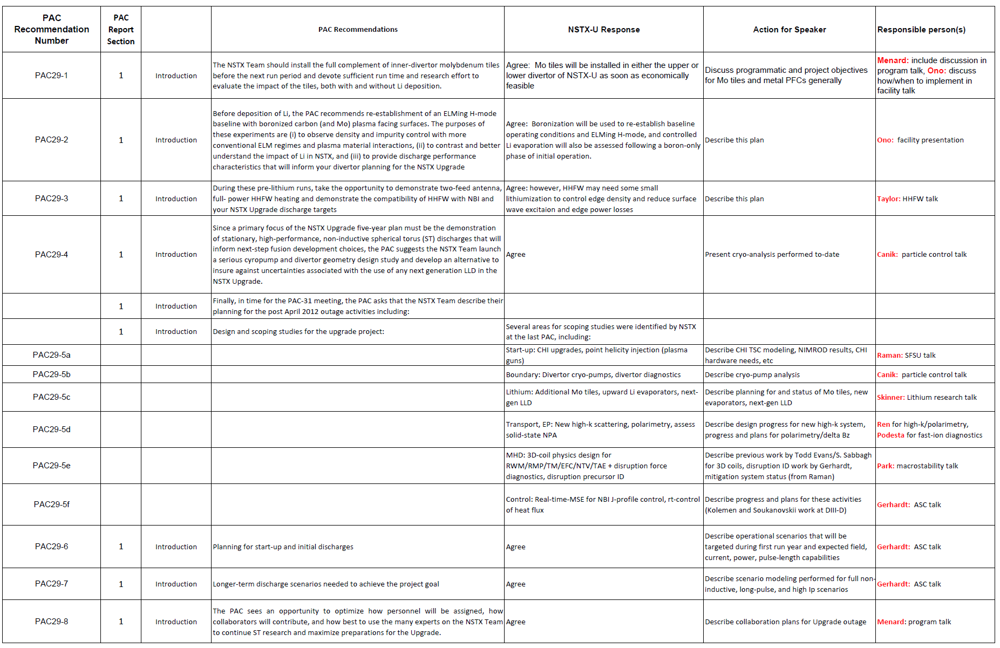 PAC
Recommendation
Number
PAC
Report
Section
PAC Recommendations
NSTX-U Response
Action for Speaker
Responsible person(s)
PAC29-1
1
Introduction
The NSTX Team should install the full complement of inner-divertor molybdenum tiles
before the next run period and devote sufficient run time and research effort to
evaluate the impact of the tiles, both with and without Li deposition.
Agree:  Mo tiles will be installed in either the upper or
lower divertor of NSTX-U as soon as economically
feasible
Discuss programmatic and project objectives
for Mo tiles and metal PFCs generally
Menard: include discussion in
program talk, Ono: discuss
how/when to implement in
facility talk
PAC29-2
1
Introduction
Before deposition of Li, the PAC recommends re-establishment of an ELMing H-mode
baseline with boronized carbon (and Mo) plasma facing surfaces. The purposes of
these experiments are (i) to observe density and impurity control with more
conventional ELM regimes and plasma material interactions, (ii) to contrast and better
understand the impact of Li in NSTX, and (iii) to provide discharge performance
characteristics that will inform your divertor planning for the NSTX Upgrade
Agree:  Boronization will be used to re-establish baseline
operating conditions and ELMing H-mode, and controlled
Li evaporation will also be assessed following a boron-only
phase of initial operation.
Describe this plan
Ono:  facility presentation
PAC29-3
1
Introduction
During these pre-lithium runs, take the opportunity to demonstrate two-feed antenna,
full- power HHFW heating and demonstrate the compatibility of HHFW with NBI and
your NSTX Upgrade discharge targets
Agree: however, HHFW may need some small
lithiumization to control edge density and reduce surface
wave excitaion and edge power losses
Describe this plan
Taylor: HHFW talk
PAC29-4
1
Introduction
Since a primary focus of the NSTX Upgrade five-year plan must be the demonstration
of stationary, high-performance, non-inductive spherical torus (ST) discharges that will
inform next-step fusion development choices, the PAC suggests the NSTX Team launch
a serious cyropump and divertor geometry design study and develop an alternative to
insure against uncertainties associated with the use of any next generation LLD in the
NSTX Upgrade.
Agree
Present cryo-analysis performed to-date
Canik:  particle control talk
1
Introduction
Finally, in time for the PAC-31 meeting, the PAC asks that the NSTX Team describe their
planning for the post April 2012 outage activities including:
1
Introduction
Design and scoping studies for the upgrade project:
Several areas for scoping studies were identified by NSTX
at the last PAC, including:
PAC29-5a
Start-up: CHI upgrades, point helicity injection (plasma
guns)
Describe CHI TSC modeling, NIMROD results, CHI
hardware needs, etc
Raman: SFSU talk
PAC29-5b
Boundary: Divertor cryo-pumps, divertor diagnostics
Describe cryo-pump analysis
Canik:  particle control talk
PAC29-5c
Lithium: Additional Mo tiles, upward Li evaporators, next-
gen LLD
Describe planning for and status of Mo tiles, new
evaporators, next-gen LLD
Skinner: Lithium research talk
PAC29-5d
Transport, EP: New high-k scattering, polarimetry, assess
solid-state NPA
Describe design progress for new high-k system,
progress and plans for polarimetry/delta Bz
Ren for high-k/polarimetry,
Podesta for fast-ion diagnostics
PAC29-5e
MHD: 3D-coil physics design for
RWM/RMP/TM/EFC/NTV/TAE + disruption force
diagnostics, disruption precursor ID
Describe previous work by Todd Evans/S. Sabbagh
for 3D coils, disruption ID work by Gerhardt,
mitigation system status (from Raman)
Park: macrostability talk
PAC29-5f
Control: Real-time-MSE for NBI J-profile control, rt-control
of heat flux
Describe progress and plans for these activities
(Kolemen and Soukanovskii work at DIII-D)
Gerhardt:  ASC talk
PAC29-6
1
Introduction
Planning for start-up and initial discharges
Agree
Describe operational scenarios that will be
targeted during first run year and expected field,
current, power, pulse-length capabilities
Gerhardt:  ASC talk
PAC29-7
1
Introduction
Longer-term discharge scenarios needed to achieve the project goal
Agree
Describe scenario modeling performed for full non-
inductive, long-pulse, and high Ip scenarios
Gerhardt:  ASC talk
PAC29-8
1
Introduction
The PAC sees an opportunity to optimize how personnel will be assigned, how
collaborators will contribute, and how best to use the many experts on the NSTX Team
to continue ST research and maximize preparations for the Upgrade.
Agree
Describe collaboration plans for Upgrade outage
Menard: program talk